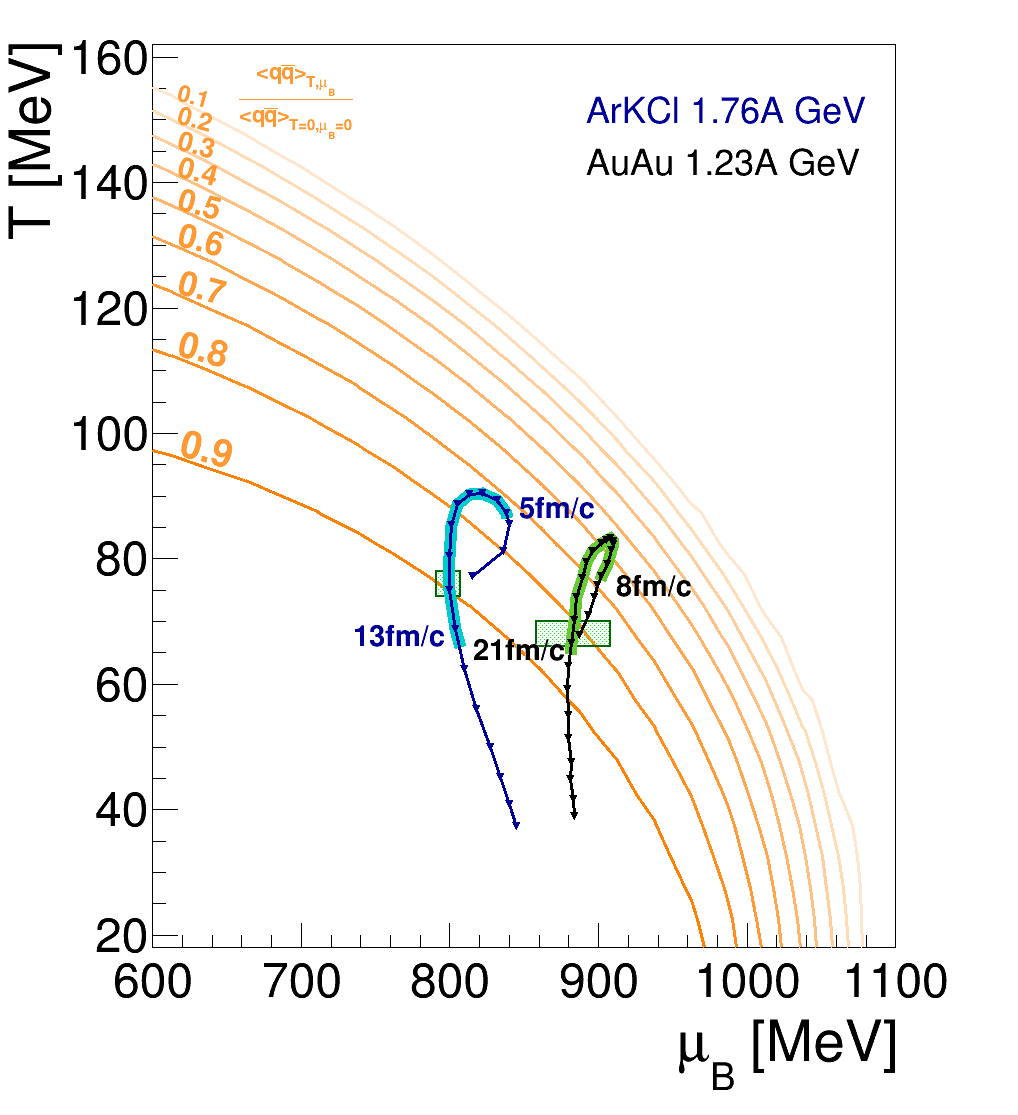 T [MeV]
160
140
120
100
80
60
40
20
600
700
800
900
1000
1100
μB [MeV]
<qq̅>T,μB
<qq̅>T=0,μB=0
ArKCl 1.76A GeV
AuAu 1.23A GeV
0.1
0.2
0.3
0.4
0.5
0.6
0.7
0.8
0.9
5fm/c
8fm/c
13fm/c
21fm/c